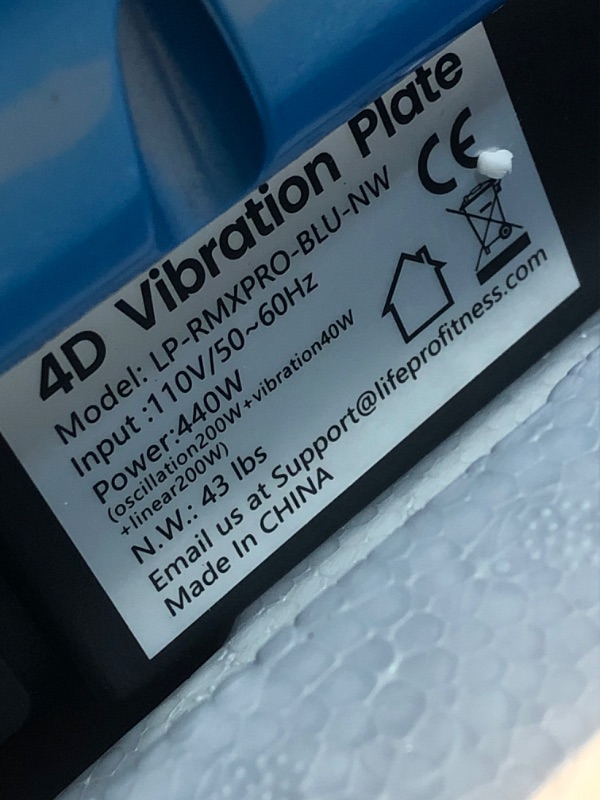 4D Vibration Plate
Model: LP-RMXPRO-BLU-NW
Input :110V/50~60Hz
Power:440W
(oscillation200W+vibration40W
+linear200W)
N.W.: 43 lbs
Email us at Support@lifeprofitness.com
Made In CHINA
CE